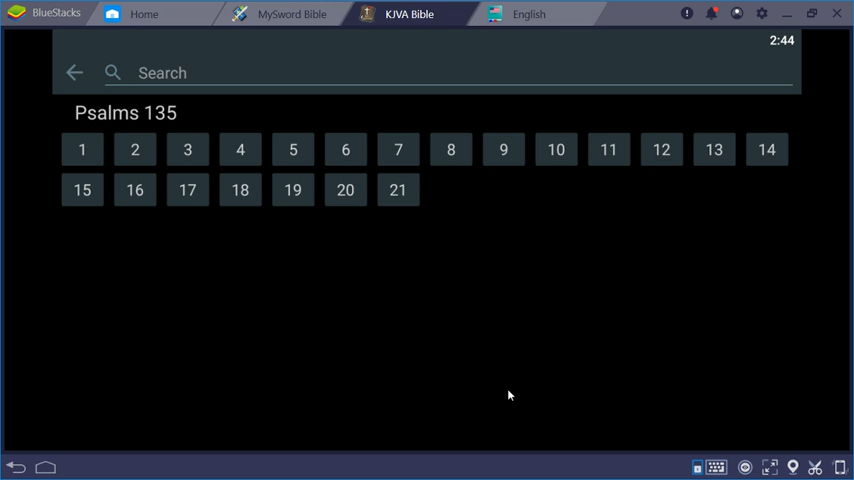 BlueStacks Home MySword Bible KJVA Bible English
2:44
Search
Psalms 135
1 2 3 4 5 6 7 8 9 10 11 12 13 14
15 16 17 18 19 20 21